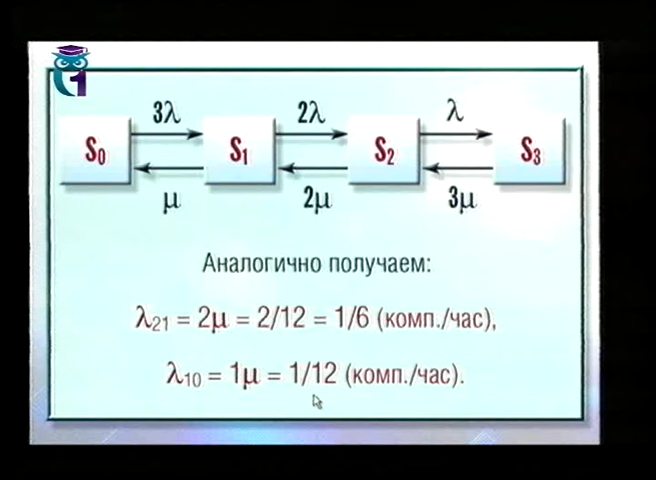 1
3λ 2λ λ
S₀ S₁ S₂ S₃
μ 2μ 3μ
Аналогично получаем:
λ₂₁ = 2μ = 2/12 = 1/6 (комп./час),
λ₁₀ = 1μ = 1/12 (комп./час).